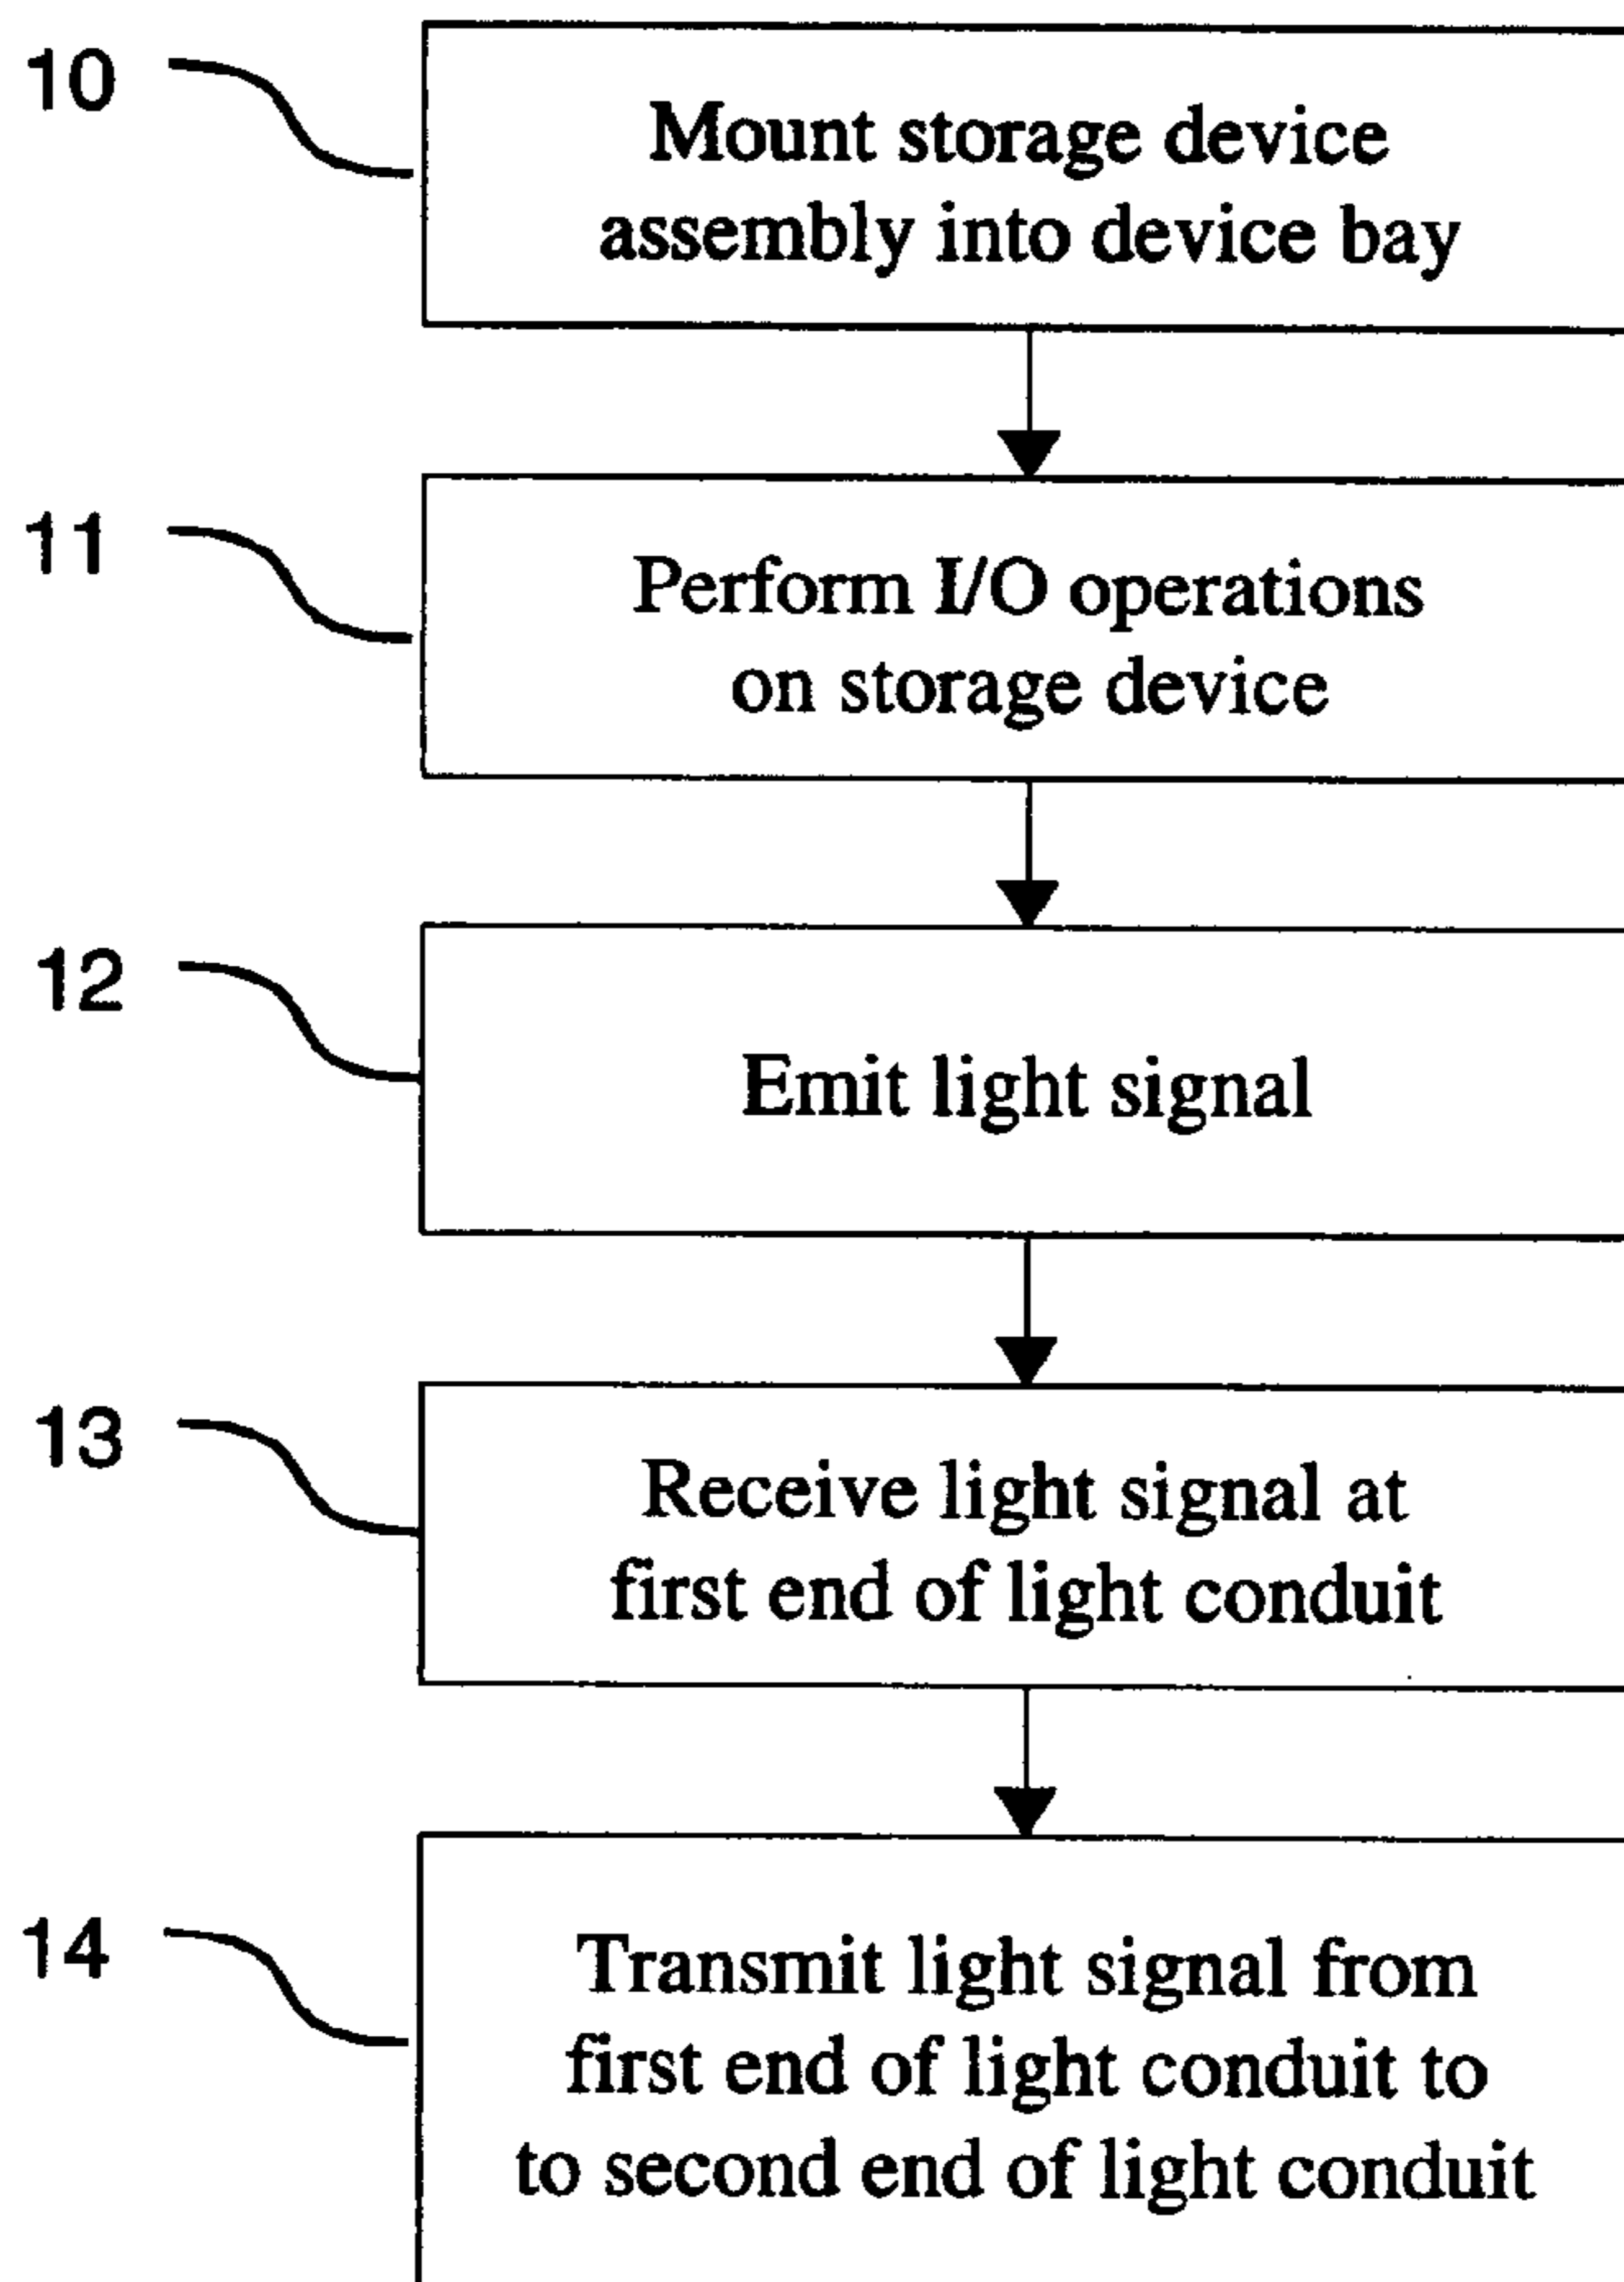 10
Mount storage device
assembly into device bay
11
Perform I/O operations
on storage device
12
Emit light signal
13
Receive light signal at
first end of light conduit
14
Transmit light signal from
first end of light conduit to
to second end of light conduit